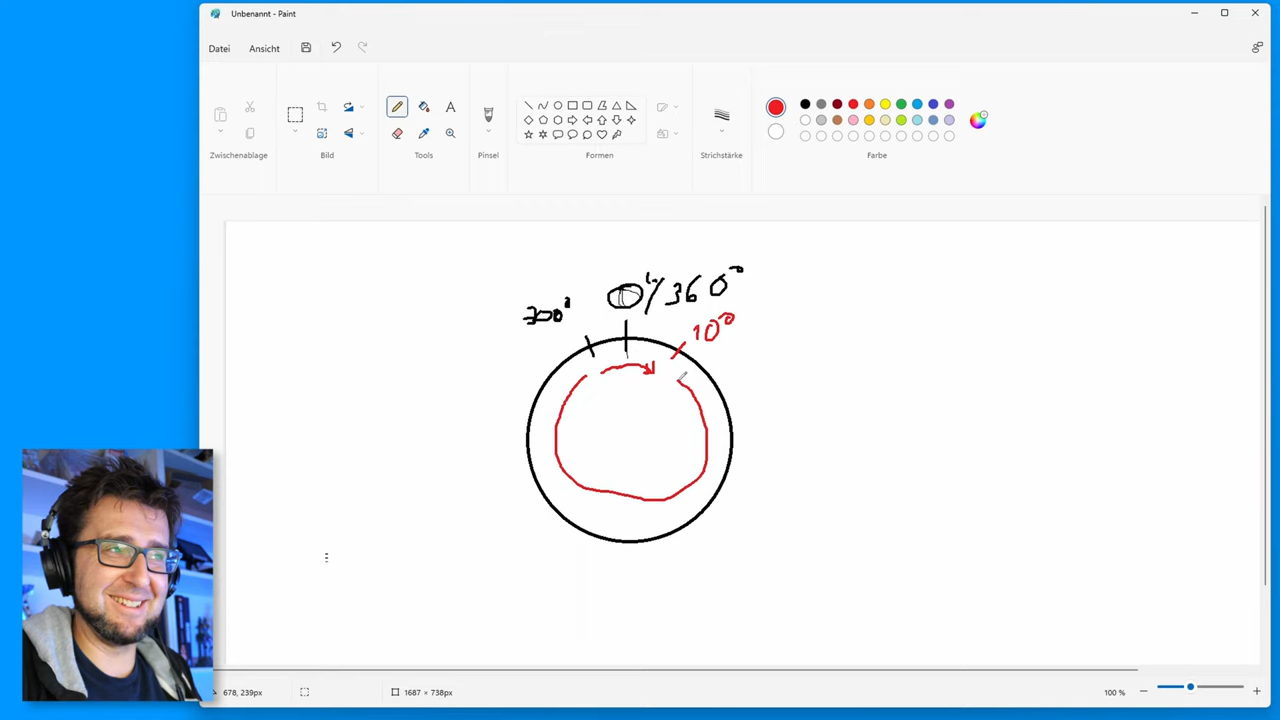 Unbenannt - Paint
Datei Ansicht
Zwischenablage Bild Tools Pinsel Formen Strichstärke Farbe
0°/360°
300°
10°
678, 239px 1687 × 738px 100 %